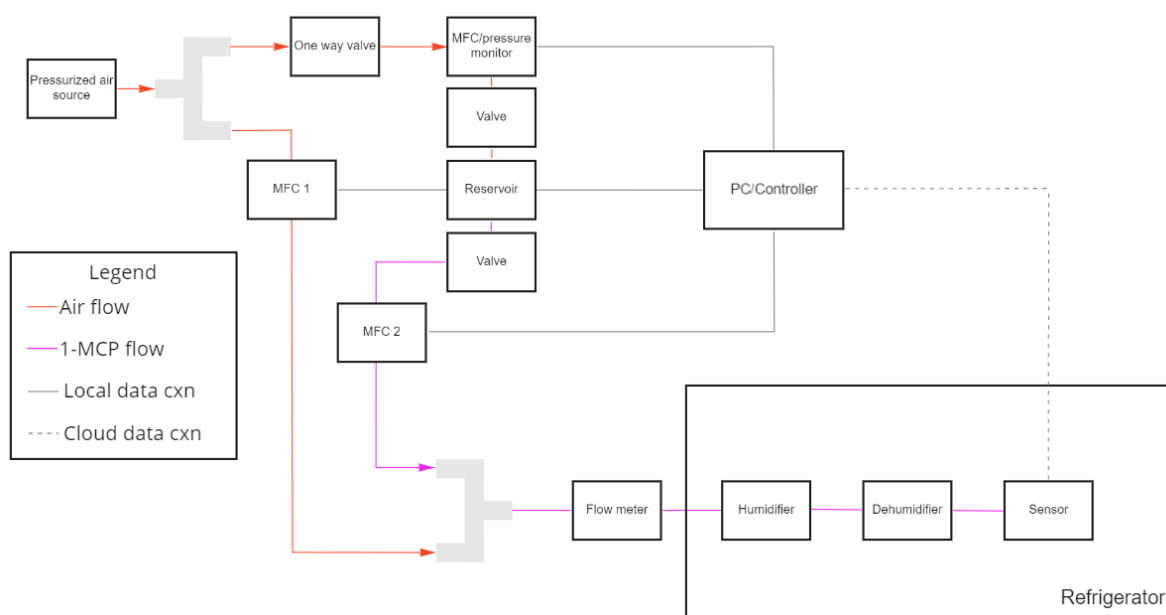 One way valve
MFC/pressure
monitor
Pressurized air
source
Valve
MFC 1
Reservoir
PC/Controller
Valve
Legend
Air flow
1-MCP flow
Local data cxn
Cloud data cxn
MFC 2
Flow meter
Humidifier
Dehumidifier
Sensor
Refrigerator